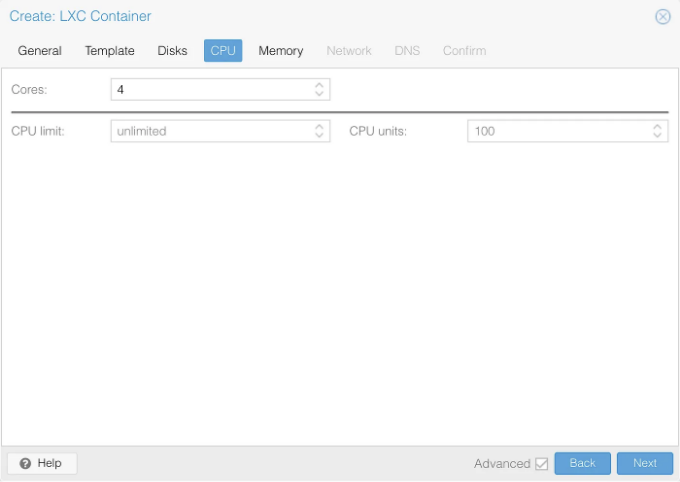 Create: LXC Container
General Template Disks CPU Memory Network DNS Confirm
Cores: 4
CPU limit: unlimited CPU units: 100
Help Advanced Back Next